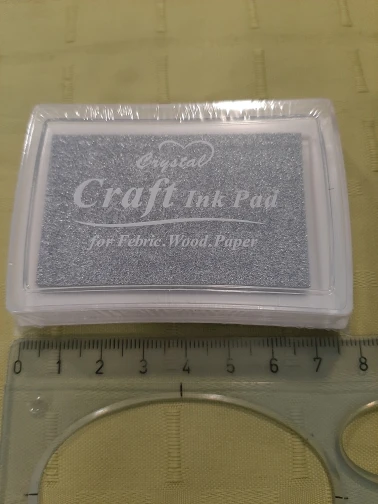 Crystal
Craft Ink Pad
for Febric.Wood.Paper
0 1 2 3 4 5 6 7 8